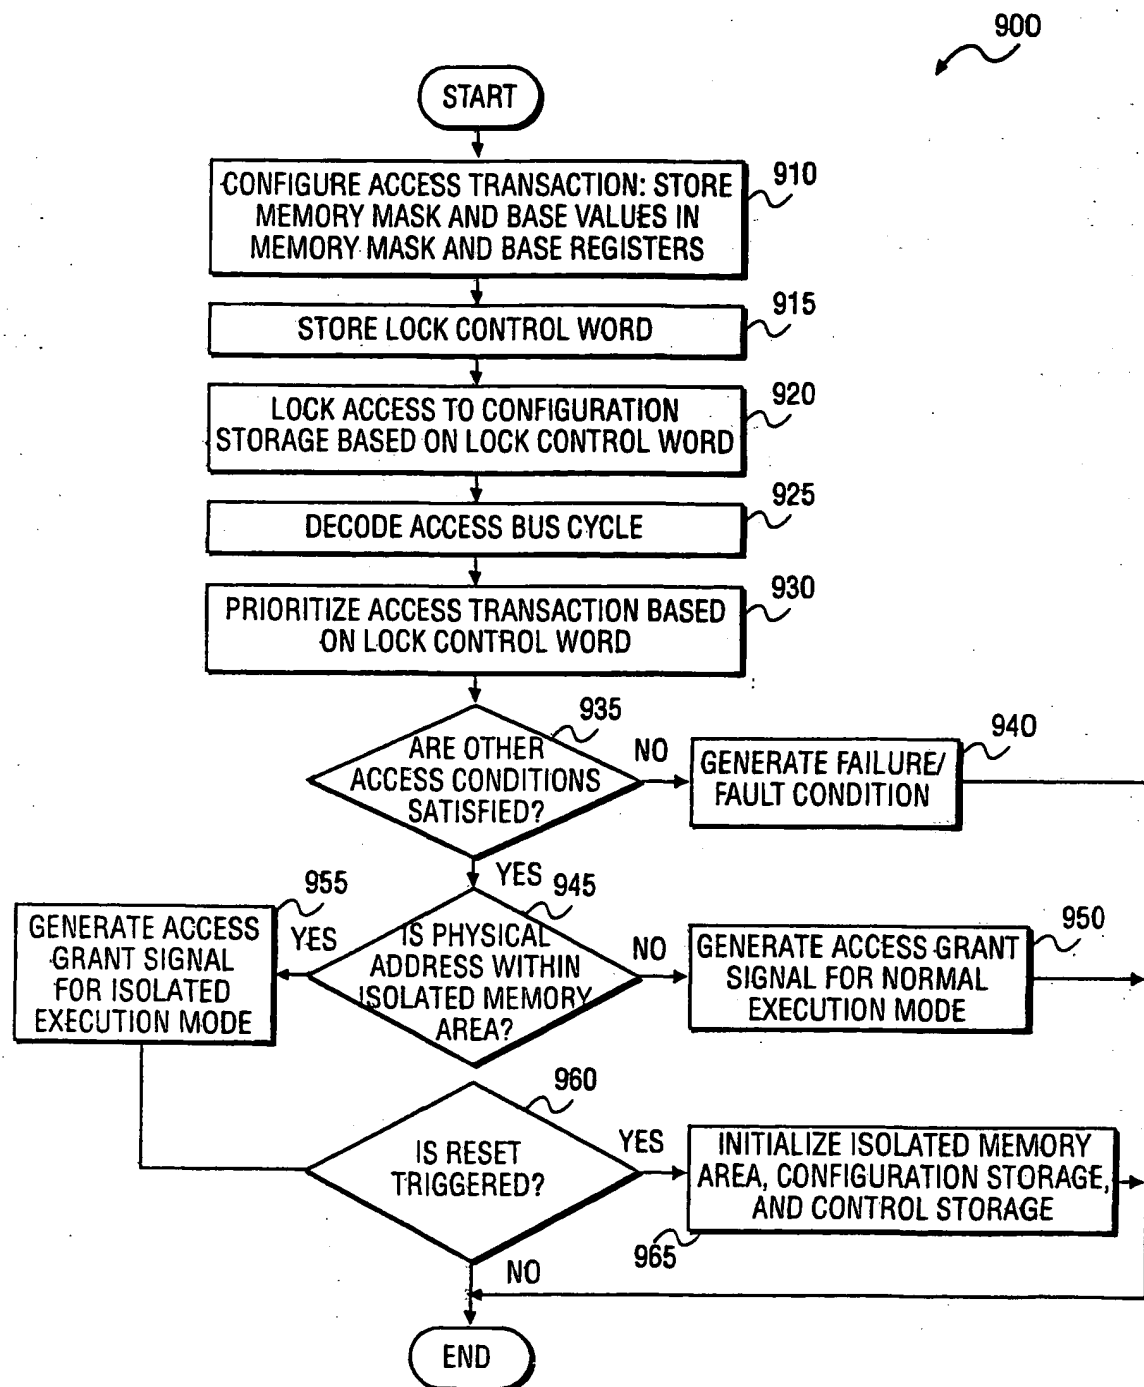 900
START
CONFIGURE ACCESS TRANSACTION: STORE
MEMORY MASK AND BASE VALUES IN
MEMORY MASK AND BASE REGISTERS
910
STORE LOCK CONTROL WORD
915
LOCK ACCESS TO CONFIGURATION
STORAGE BASED ON LOCK CONTROL WORD
920
DECODE ACCESS BUS CYCLE
925
PRIORITIZE ACCESS TRANSACTION BASED
ON LOCK CONTROL WORD
930
ARE OTHER
ACCESS CONDITIONS
SATISFIED?
935
NO
GENERATE FAILURE/
FAULT CONDITION
940
YES
IS PHYSICAL
ADDRESS WITHIN
ISOLATED MEMORY
AREA?
945
NO
GENERATE ACCESS GRANT
SIGNAL FOR NORMAL
EXECUTION MODE
950
YES
GENERATE ACCESS
GRANT SIGNAL
FOR ISOLATED
EXECUTION MODE
955
IS RESET
TRIGGERED?
960
YES
INITIALIZE ISOLATED MEMORY
AREA, CONFIGURATION STORAGE,
AND CONTROL STORAGE
965
NO
END